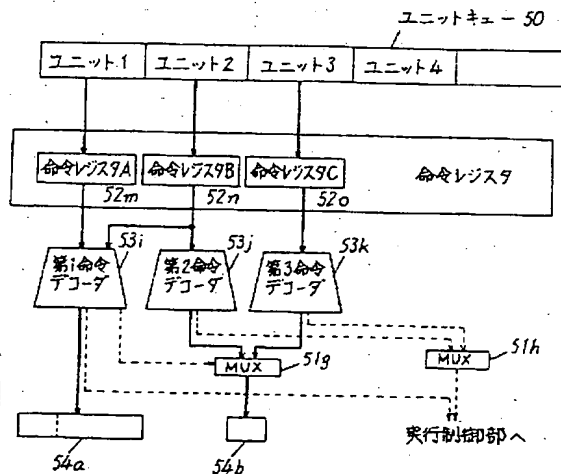 ユニットキュー 50
ユニット1 ユニット2 ユニット3 ユニット4
命令レジスタA 命令レジスタB 命令レジスタC 命令レジスタ
52m 52n 52o
第1命令デコーダ 53i 第2命令デコーダ 53j 第3命令デコーダ 53k
MUX 51g MUX 51h
実行制御部へ
54a 54b